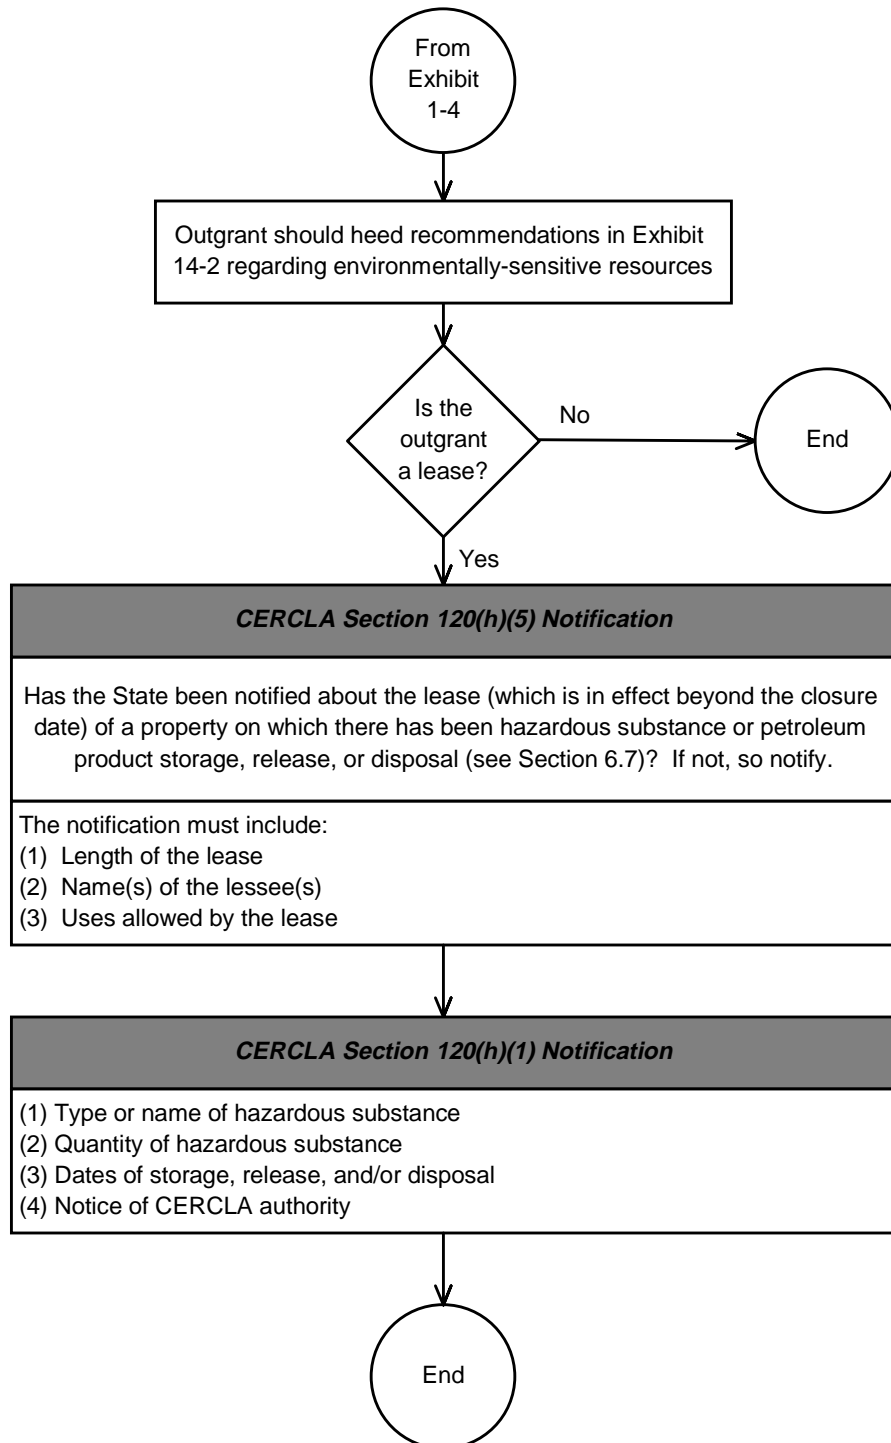 From
Exhibit
1-4
Outgrant should heed recommendations in Exhibit
14-2 regarding environmentally-sensitive resources
Is the
outgrant
a lease?
No
End
Yes
CERCLA Section 120(h)(5) Notification
Has the State been notified about the lease (which is in effect beyond the closure
date) of a property on which there has been hazardous substance or petroleum
product storage, release, or disposal (see Section 6.7)?  If not, so notify.
The notification must include:
(1)  Length of the lease
(2)  Name(s) of the lessee(s)
(3)  Uses allowed by the lease
CERCLA Section 120(h)(1) Notification
(1) Type or name of hazardous substance
(2) Quantity of hazardous substance
(3) Dates of storage, release, and/or disposal
(4) Notice of CERCLA authority
End